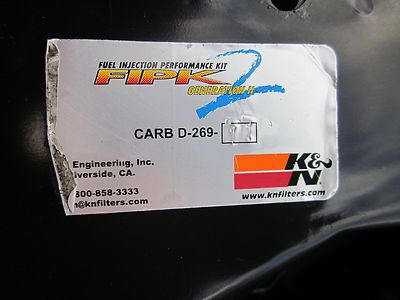 FUEL INJECTION PERFORMANCE KIT
FIPK 2
GENERATION II
CARB D-269-
Engineering, Inc.
iverside, CA.
800-858-3333
@knfilters.com
K&N
www.knfilters.com